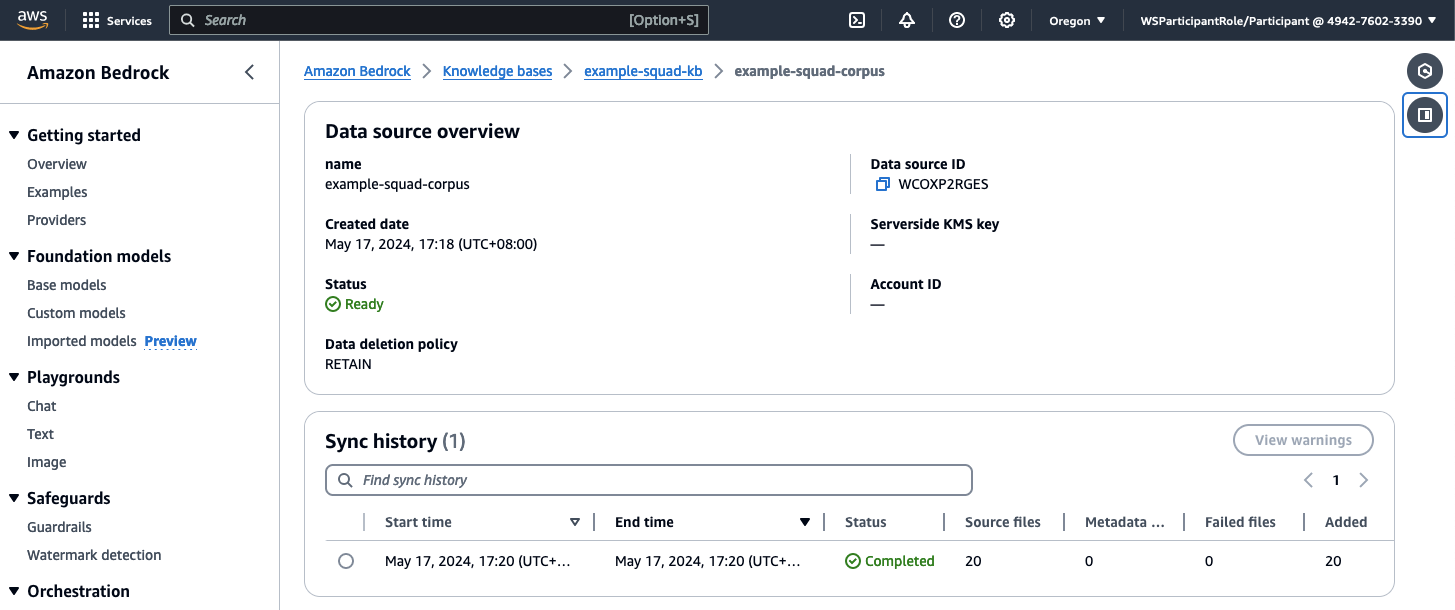 aws Services Search [Option+S] Oregon WSParticipantRole/Participant @ 4942-7602-3390
Amazon Bedrock
Getting started
Overview
Examples
Providers
Foundation models
Base models
Custom models
Imported models Preview
Playgrounds
Chat
Text
Image
Safeguards
Guardrails
Watermark detection
Orchestration
Amazon Bedrock Knowledge bases example-squad-kb example-squad-corpus
Data source overview
name
example-squad-corpus
Data source ID
WCOXP2RGES
Created date
May 17, 2024, 17:18 (UTC+08:00)
Serverside KMS key
—
Status
Ready
Account ID
—
Data deletion policy
RETAIN
Sync history (1) View warnings
Find sync history 1
Start time End time Status Source files Metadata ... Failed files Added
May 17, 2024, 17:20 (UTC+... May 17, 2024, 17:20 (UTC+... Completed 20 0 0 20